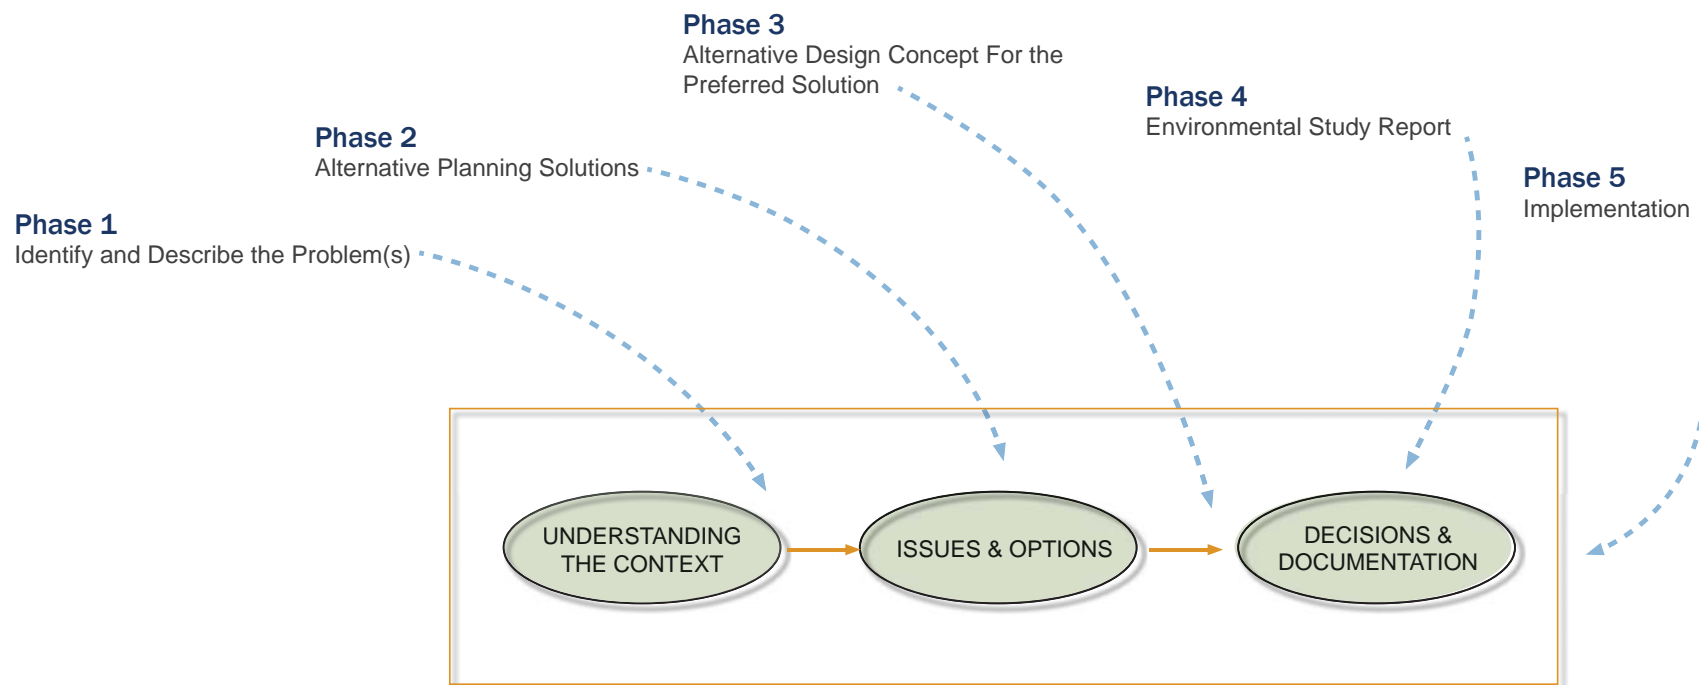 Phase 1
Identify and Describe the Problem(s)
Phase 2
Alternative Planning Solutions
Phase 3
Alternative Design Concept For the
Preferred Solution
Phase 4
Environmental Study Report
Phase 5
Implementation
UNDERSTANDING
THE CONTEXT
ISSUES & OPTIONS
DECISIONS &
DOCUMENTATION